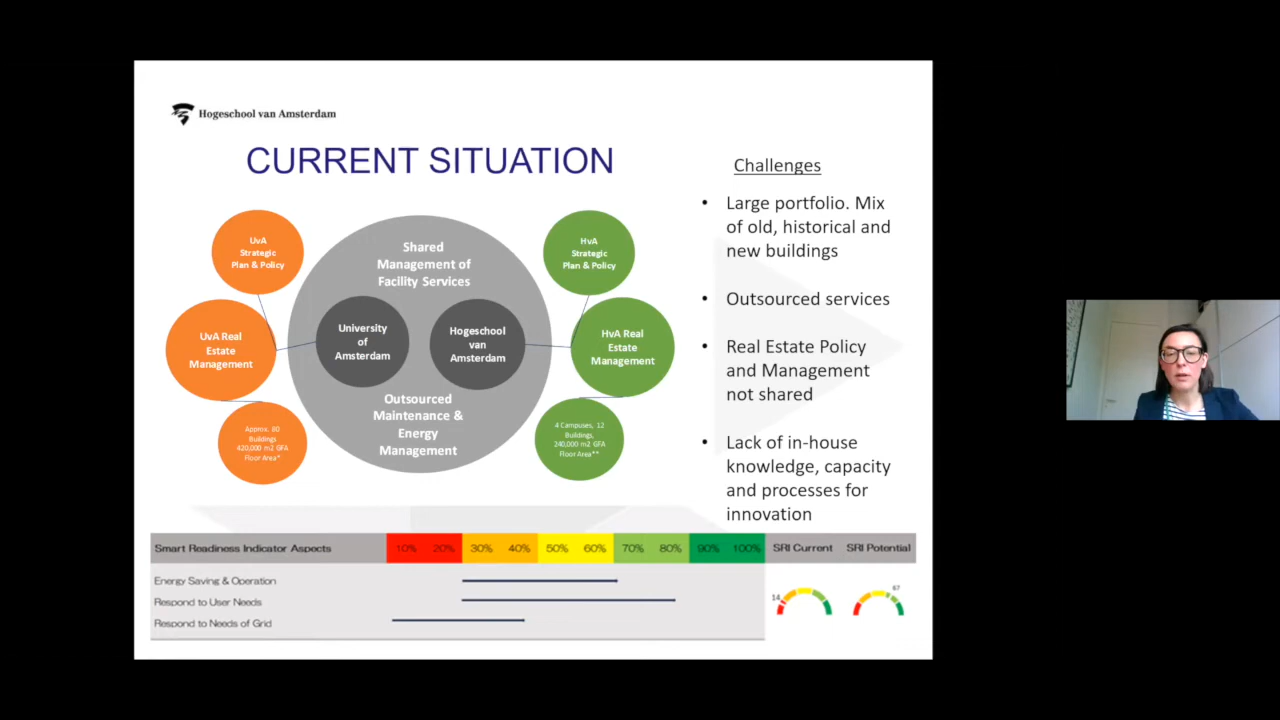 Hogeschool van Amsterdam
CURRENT SITUATION
UvA
Strategic
Plan & Policy
UvA Real
Estate
Management
Approx. 80
Buildings
420,000 m2 GFA
Floor Area*
Shared
Management of
Facility Services
University
of
Amsterdam
Hogeschool
van
Amsterdam
Outsourced
Maintenance &
Energy
Management
HvA
Strategic
Plan & Policy
HvA Real
Estate
Management
4 Campuses, 12
Buildings,
240,000 m2 GFA
Floor Area**
Challenges
• Large portfolio. Mix
of old, historical and
new buildings
• Outsourced services
• Real Estate Policy
and Management
not shared
• Lack of in-house
knowledge, capacity
and processes for
innovation
Smart Readiness Indicator Aspects 10% 20% 30% 40% 50% 60% 70% 80% 90% 100% SRI Current SRI Potential
Energy Saving & Operation
Respond to User Needs
Respond to Needs of Grid
14
67